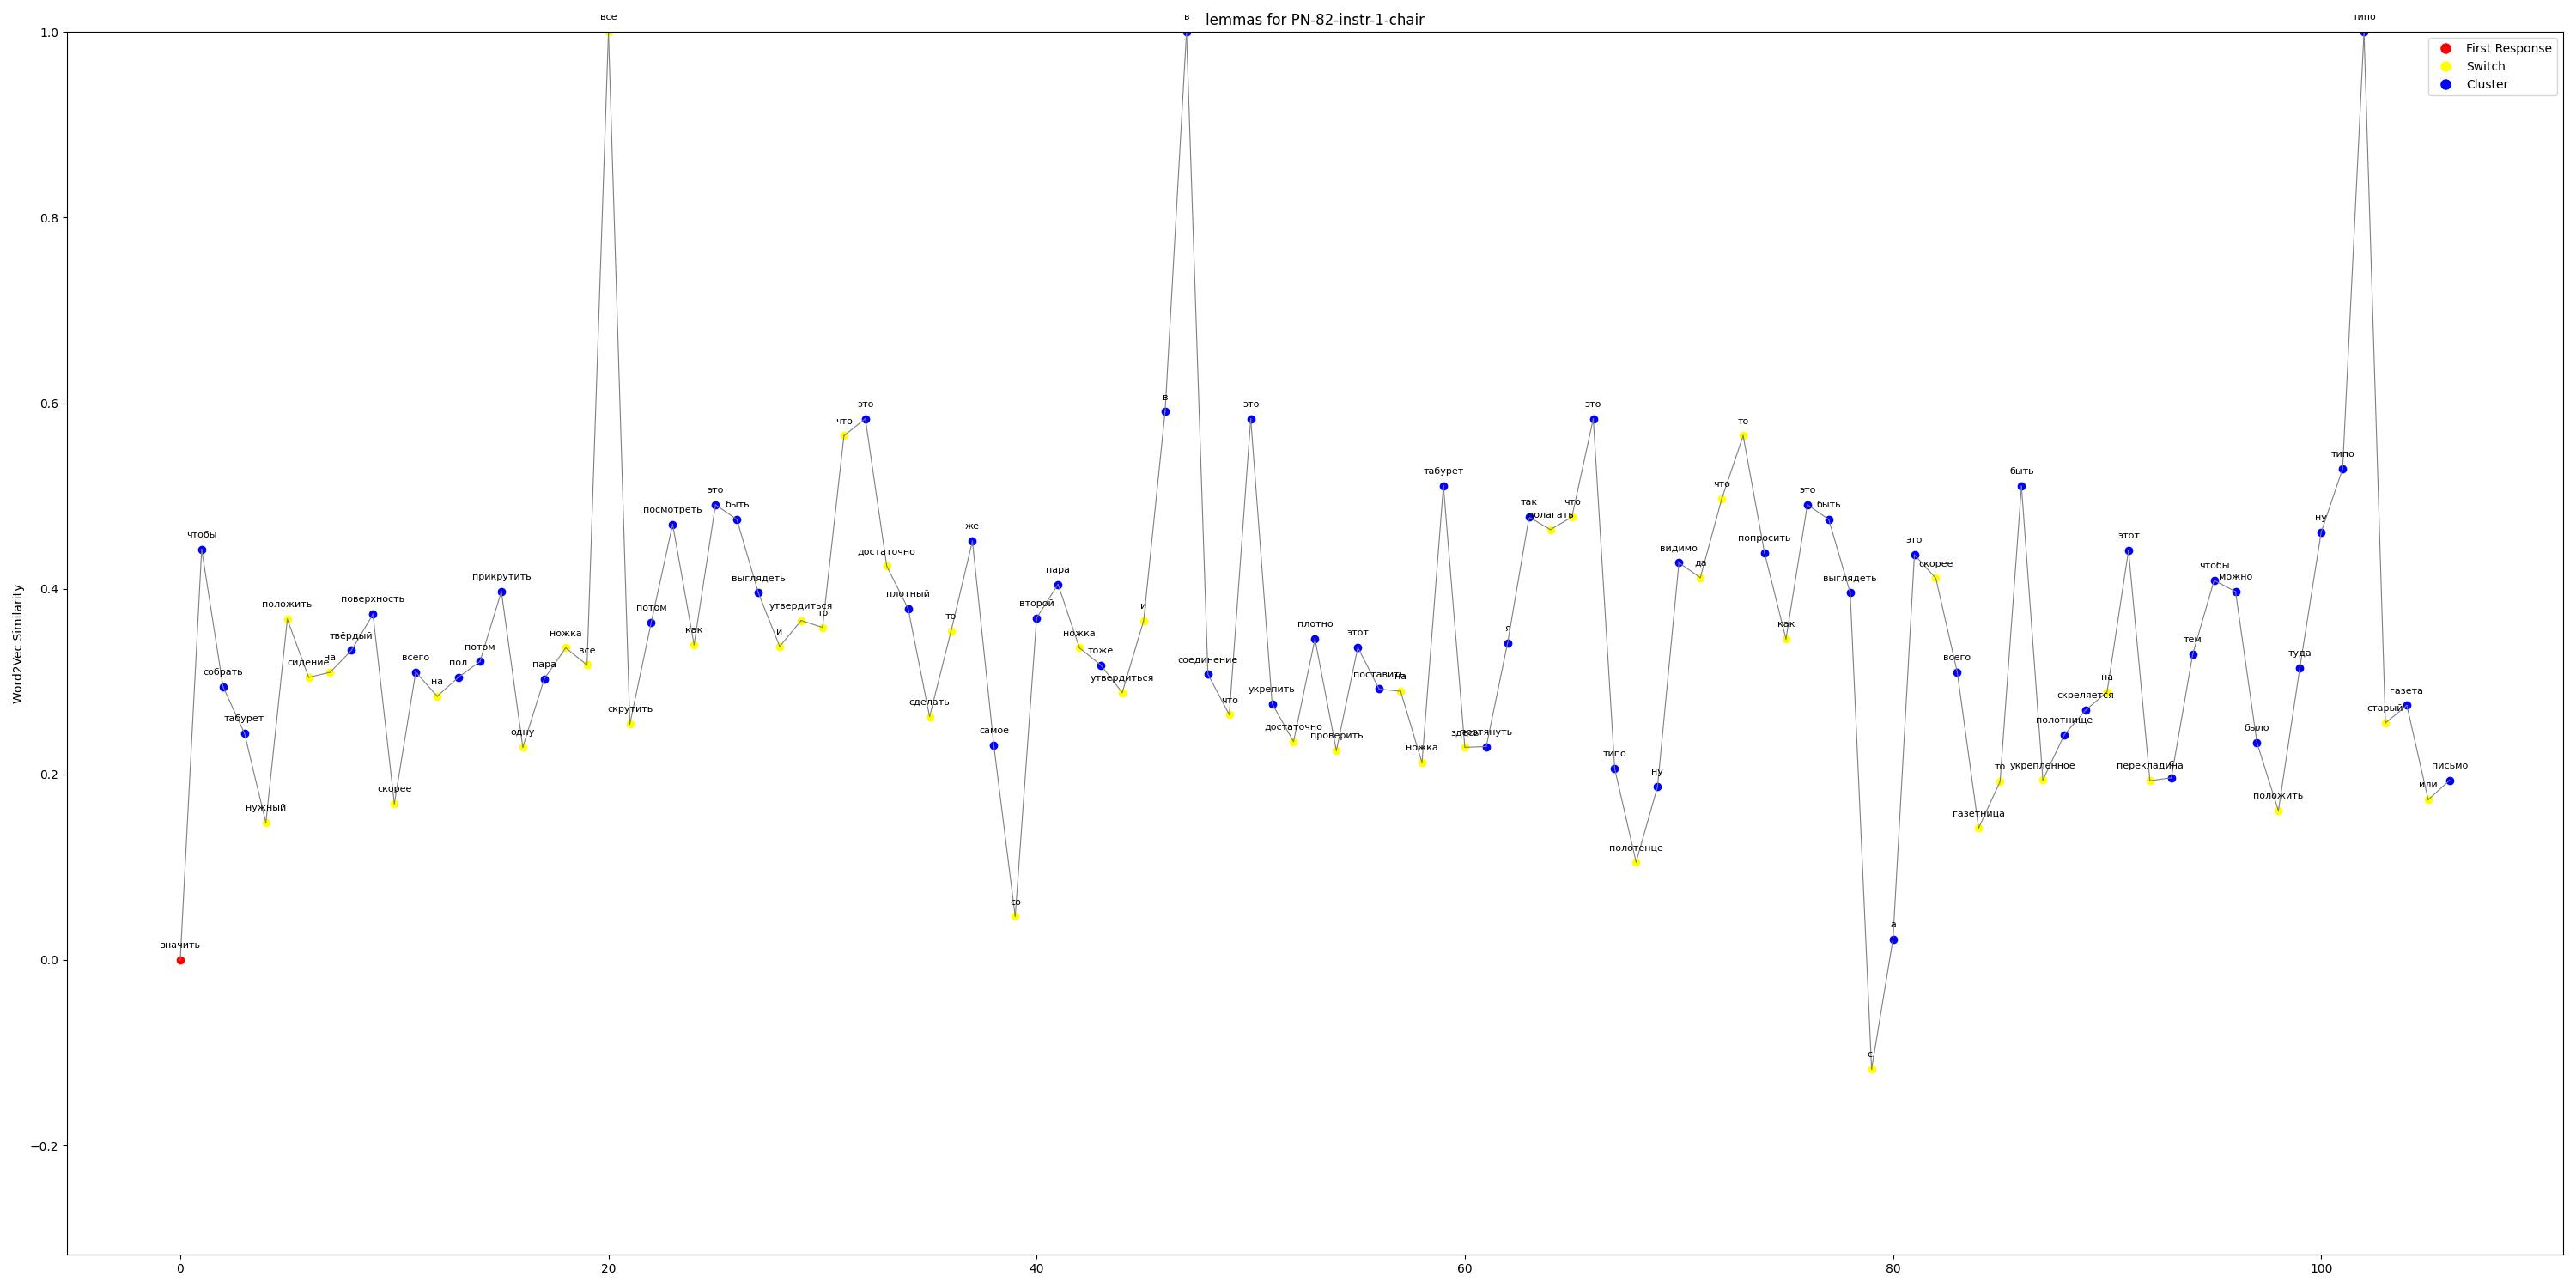 lemmas for PN-82-instr-1-chair
First Response
Switch
Cluster
Word2Vec Similarity
1.0
0.8
0.6
0.4
0.2
0.0
−0.2
0
20
40
60
80
100
значить
чтобы
собрать
табурет
нужный
положить
сидение
на
твёрдый
поверхность
скорее
всего
на
пол
потом
прикрутить
одну
пара
ножка
все
все
скрутить
потом
посмотреть
как
это
быть
выглядеть
и
утвердиться
то
что
это
достаточно
плотный
сделать
то
же
самое
со
второй
пара
ножка
тоже
утвердиться
и
в
в
соединение
что
это
укрепить
достаточно
плотно
проверить
этот
поставить
на
ножка
табурет
здесь
я
так
полагать
что
это
типо
полотенце
ну
видимо
да
что
то
попросить
как
это
быть
выглядеть
с
а
это
скорее
всего
газетница
то
быть
укрепленное
полотнище
скреляется
на
этот
перекладина
тем
чтобы
можно
было
положить
туда
ну
типо
типо
старый
газета
или
письмо